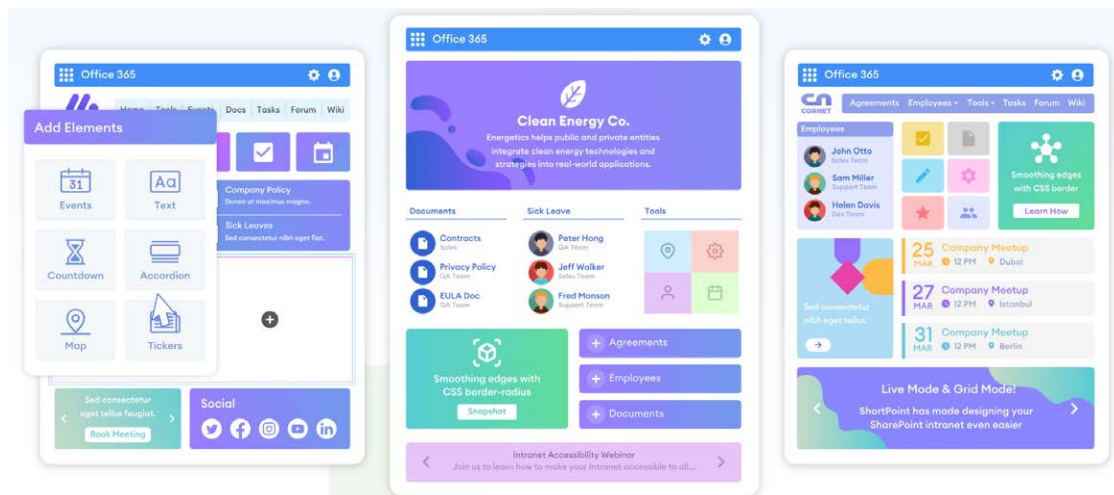 Office 365
Home Tools Events Docs Tasks Forum Wiki
Add Elements
31
Events
Aa
Text
Countdown
Accordion
Map
Tickers
Company Policy
Donec ut maximus magna.
Sick Leaves
Sed consectetur nibh eget fiat.
Sed consectetur
eget tellus feugiat.
Book Meeting
Social
Office 365
Clean Energy Co.
Energetics helps public and private entities
integrate clean energy technologies and
strategies into real-world applications.
Documents
Contracts
Sales
Privacy Policy
QA Team
EULA Doc
QA Team
Sick Leave
Peter Hong
QA Team
Jeff Walker
Sales Team
Fred Monson
Support Team
Tools
Smoothing edges with
CSS border-radius
Snapshot
Agreements
Employees
Documents
Intranet Accessibility Webinar
Join us to learn how to make your Intranet accessible to all...
Office 365
CORNET
Agreements Employees Tools Tasks Forum Wiki
Employees
John Otto
Sales Team
Sam Miller
Support Team
Helen Davis
Dev Team
Smoothing edges
with CSS border
Learn How
Sed consectetur
nibh eget tellus
25
MAR
Company Meetup
12 PM Dubai
27
MAR
Company Meetup
12 PM Istanbul
31
MAR
Company Meetup
12 PM Berlin
Live Mode & Grid Mode!
ShortPoint has made designing your
SharePoint intranet even easier